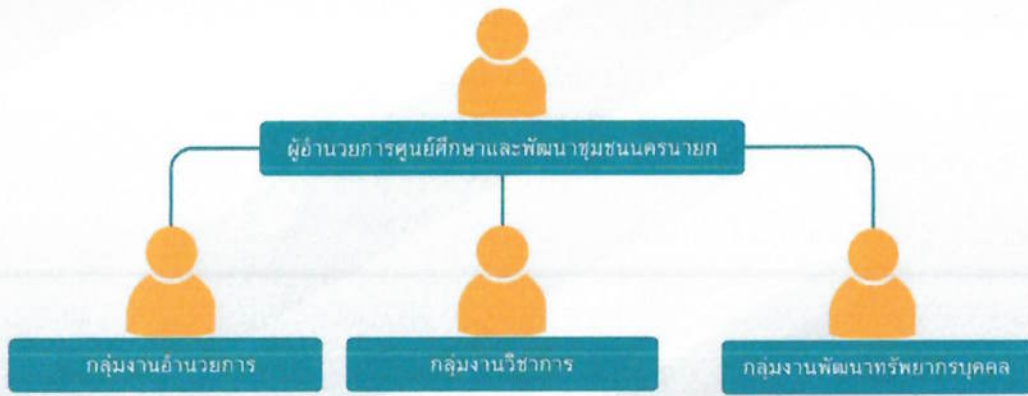 ผู้อำนวยการศูนย์ศึกษาและพัฒนาชุมชนนครนายก
กลุ่มงานอำนวยการ
กลุ่มงานวิชาการ
กลุ่มงานพัฒนาทรัพยากรบุคคล